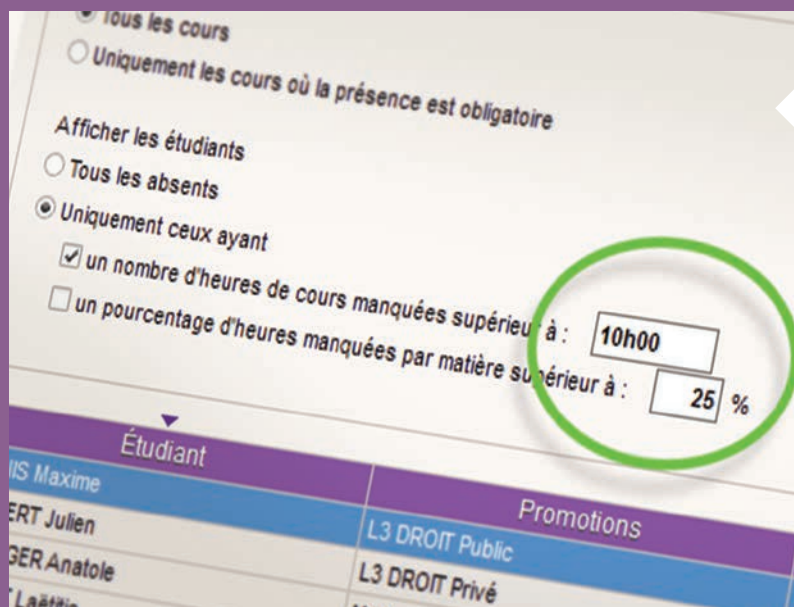 Tous les cours
Uniquement les cours où la présence est obligatoire
Afficher les étudiants
Tous les absents
Uniquement ceux ayant
un nombre d'heures de cours manquées supérieur à : 10h00
un pourcentage d'heures manquées par matière supérieur à : 25 %
Étudiant Promotions
Maxime L3 DROIT Public
Julien L3 DROIT Privé
Anatole
Laëtitia